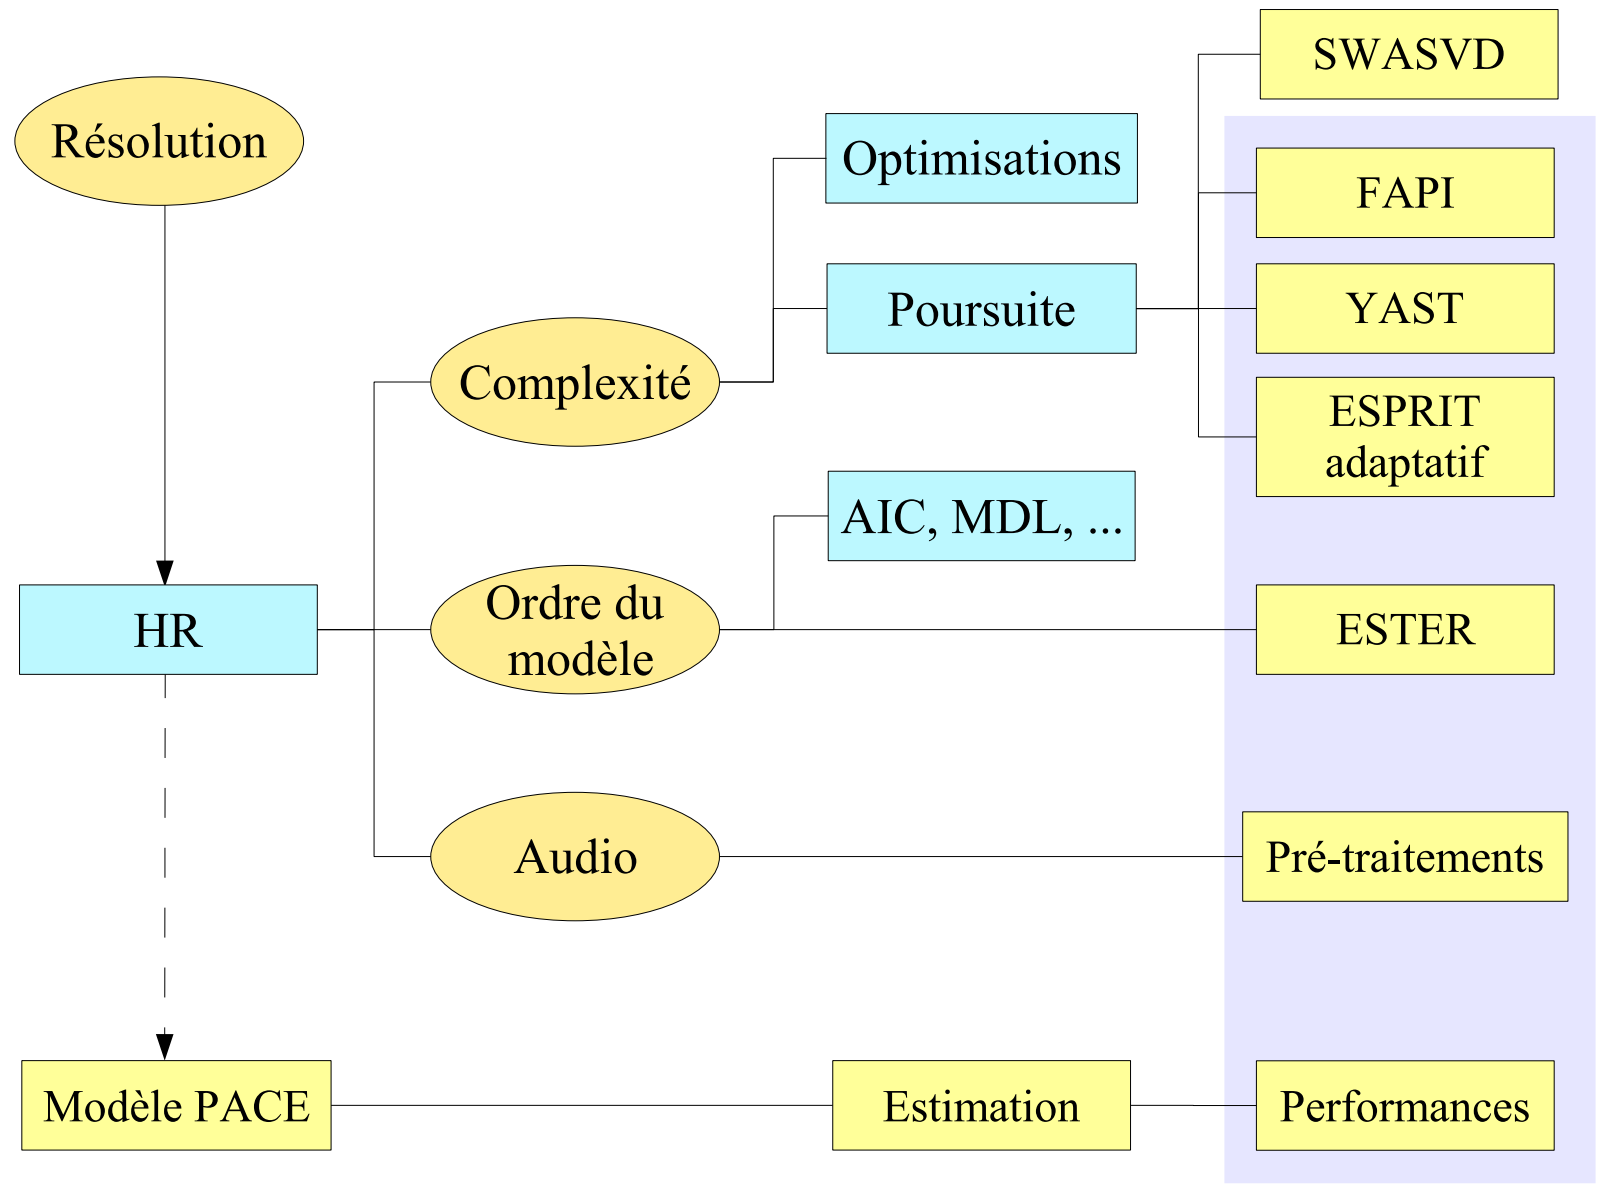 SWASVD
Résolution
Optimisations
FAPI
Poursuite
YAST
Complexité
ESPRIT
adaptatif
AIC, MDL, ...
HR
Ordre du
modèle
ESTER
Audio
Pré-traitements
Modèle PACE
Estimation
Performances